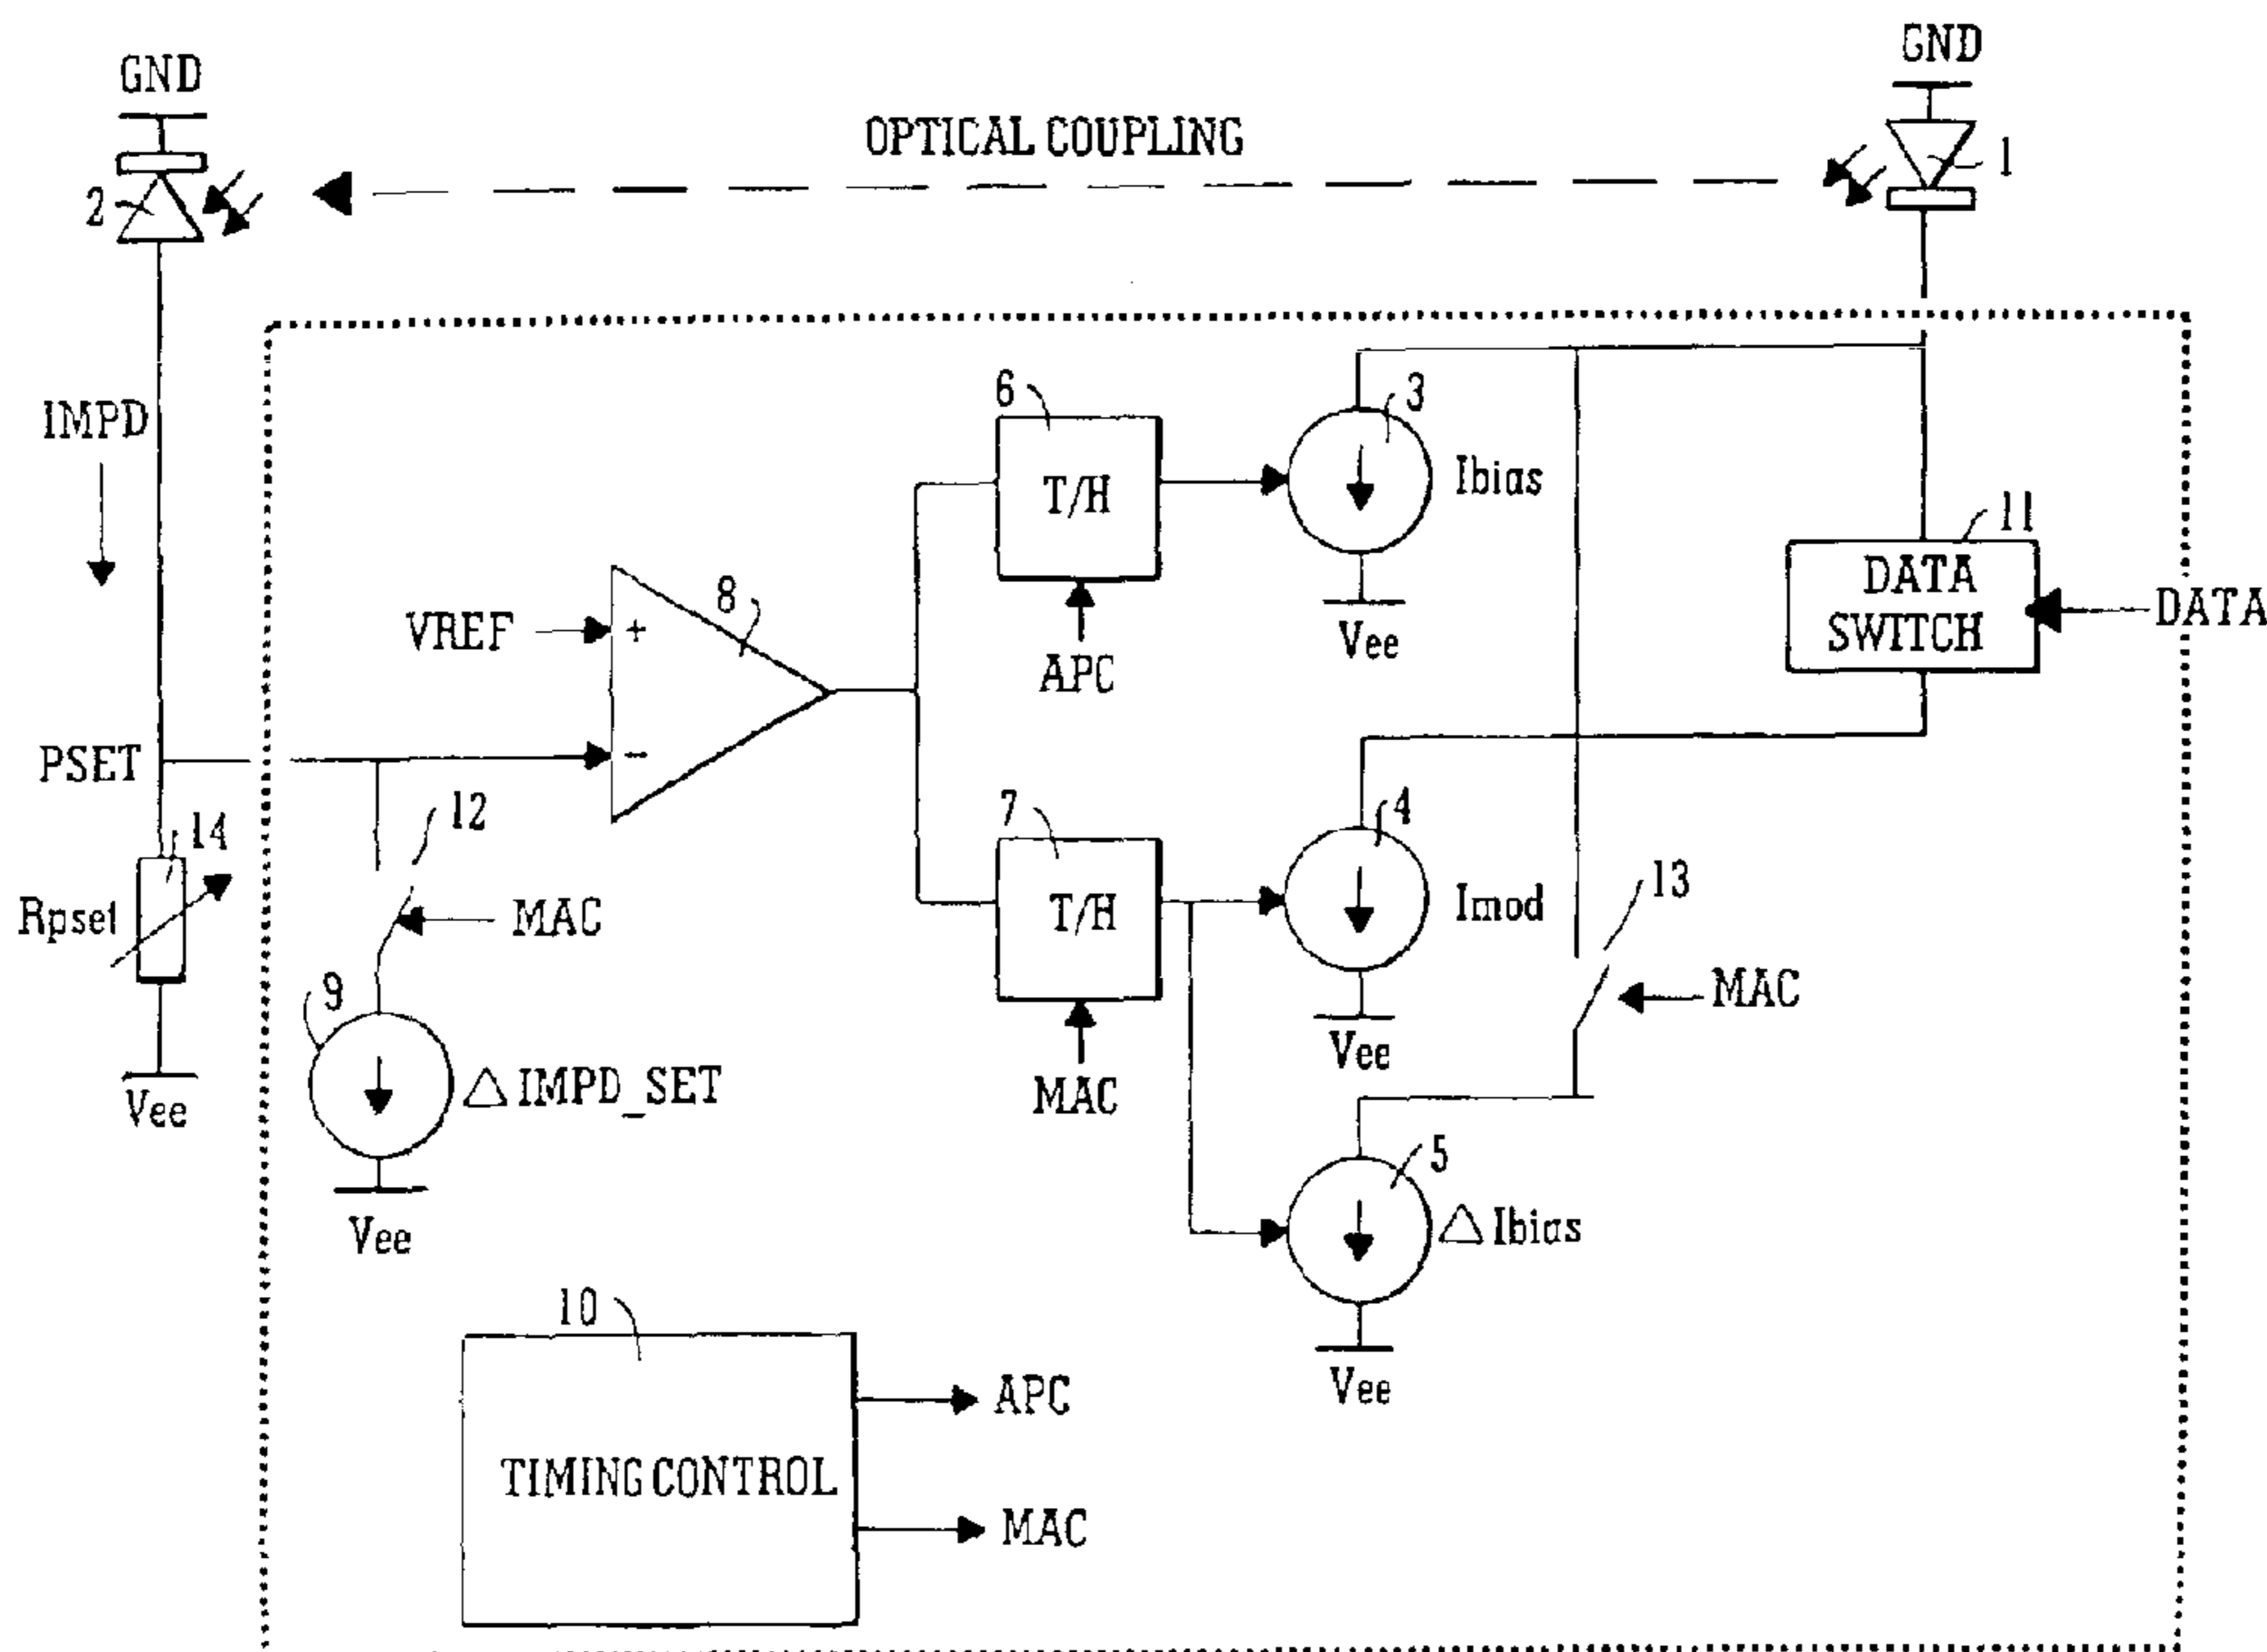 GND
GND
OPTICAL COUPLING
1
2
IMPD
6
3
T/H
Ibias
11
DATA
SWITCH
DATA
8
VREF
+
APC
Vee
PSET
-
14
12
7
4
13
Rpset
MAC
T/H
Imod
9
MAC
Vee
△ IMPD_SET
MAC
Vee
5
Vee
△ Ibias
10
Vee
APC
TIMING CONTROL
MAC